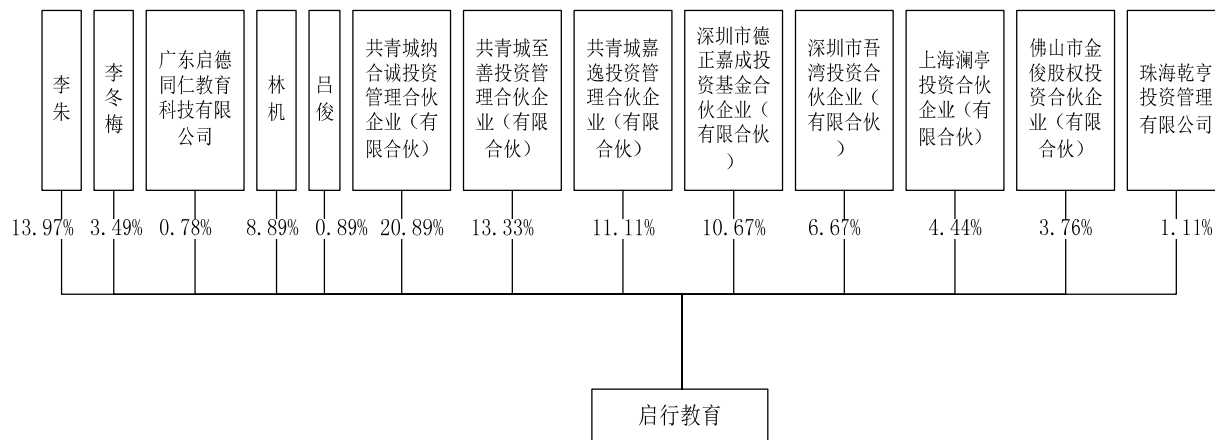 李
朱
李
冬
梅
广东启德
同仁教育
科技有限
公司
林
机
吕
俊
共青城纳
合诚投资
管理合伙
企业（有
限合伙）
共青城至
善投资管
理合伙企
业（有限
合伙）
共青城嘉
逸投资管
理合伙企
业（有限
合伙）
深圳市德
正嘉成投
资基金合
伙企业（
有限合伙
）
深圳市吾
湾投资合
伙企业（
有限合伙
）
上海澜亭
投资合伙
企业（有
限合伙）
佛山市金
俊股权投
资合伙企
业（有限
合伙）
珠海乾亨
投资管理
有限公司
13.97% 3.49% 0.78% 8.89% 0.89% 20.89% 13.33% 11.11% 10.67% 6.67% 4.44% 3.76% 1.11%
启行教育